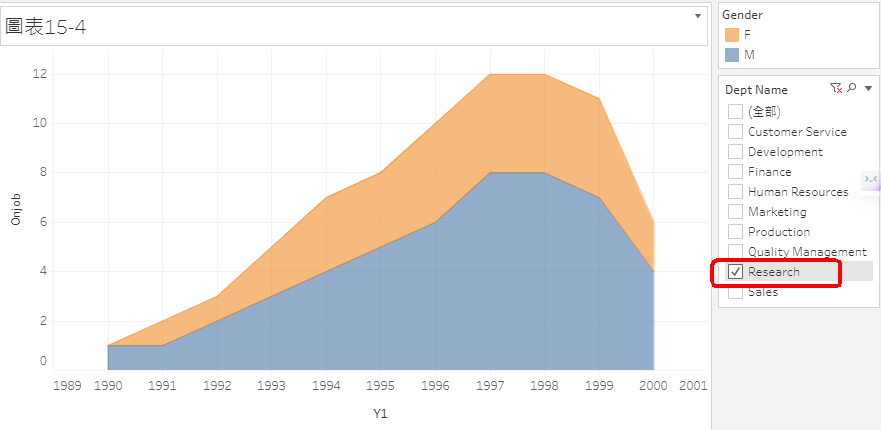 圖表15-4
Gender
F
M
Dept Name
(全部)
Customer Service
Development
Finance
Human Resources
Marketing
Production
Quality Management
Research
Sales
Onjob
12
10
8
6
4
2
0
1989 1990 1991 1992 1993 1994 1995 1996 1997 1998 1999 2000 2001
Y1